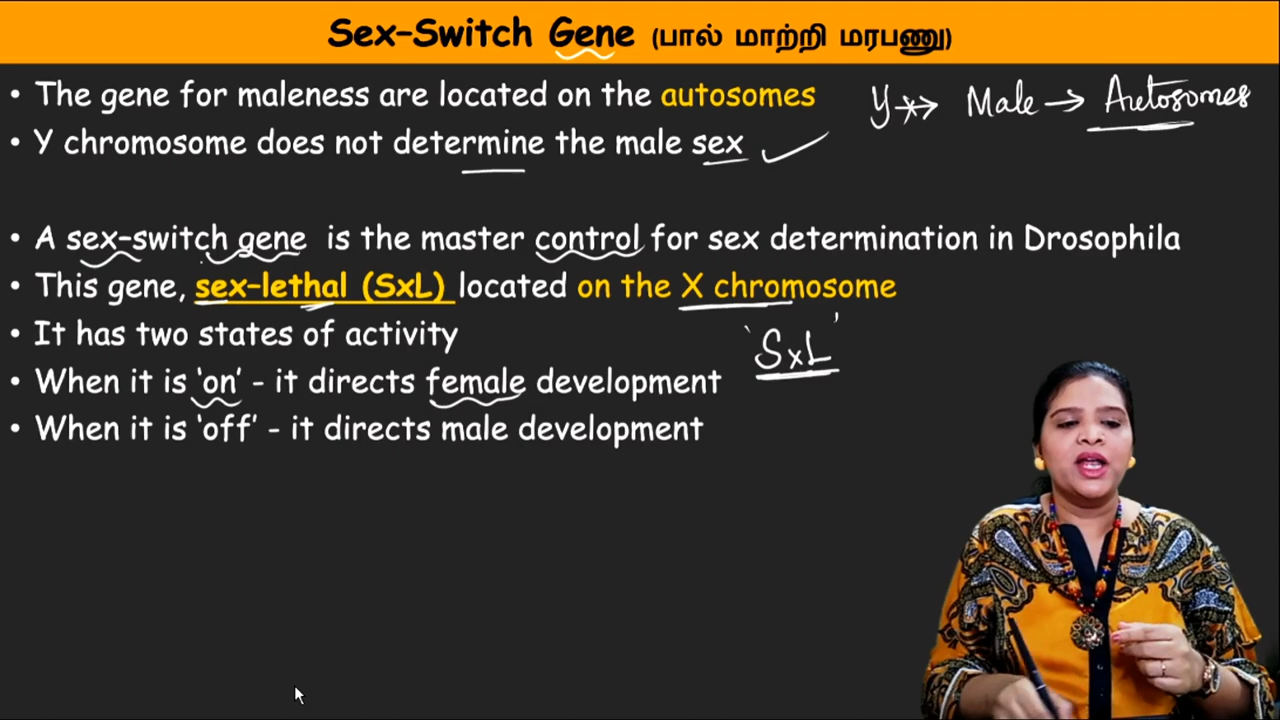 Sex-Switch Gene (பால் மாற்றி மரபணு)
• The gene for maleness are located on the autosomes
Y →→ Male → Autosomes
• Y chromosome does not determine the male sex
• A sex-switch gene is the master control for sex determination in Drosophila
• This gene, sex-lethal (SxL) located on the X chromosome
• It has two states of activity
'SxL'
• When it is 'on' - it directs female development
• When it is 'off' - it directs male development